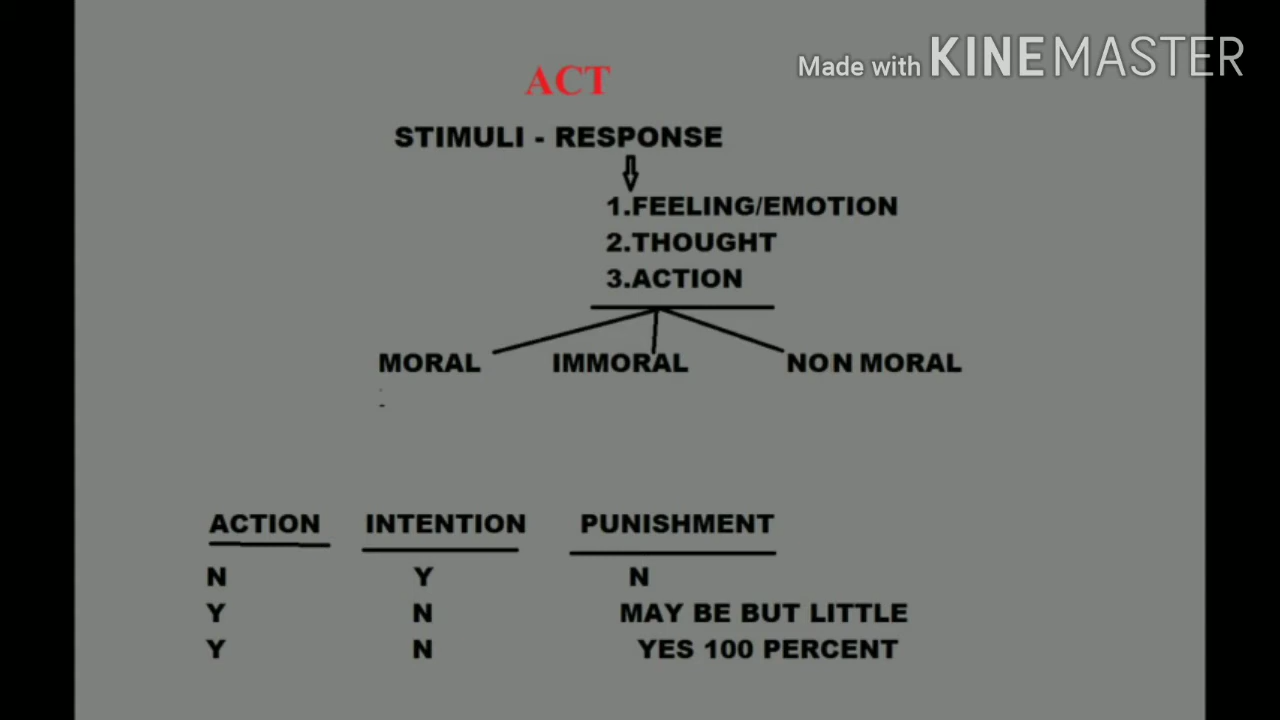 Made with KINEMASTER
ACT
STIMULI - RESPONSE
1.FEELING/EMOTION
2.THOUGHT
3.ACTION
MORAL IMMORAL NON MORAL
ACTION INTENTION PUNISHMENT
N Y N
Y N MAY BE BUT LITTLE
Y N YES 100 PERCENT